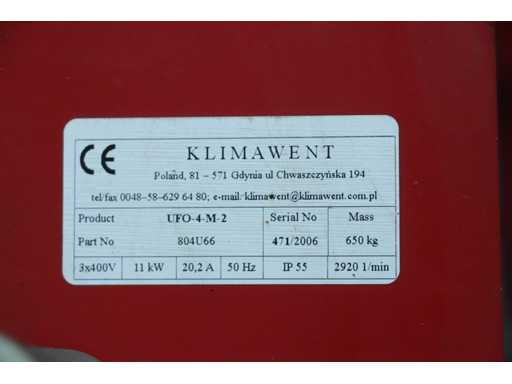 CE KLIMAWENT
Poland, 81 – 571 Gdynia ul Chwaszczyńska 194
tel/fax 0048-58-629 64 80; e-mail: klimawent@klimawent.com.pl
Product UFO-4-M-2 Serial No Mass
Part No 804U66 471/2006 650 kg
3x400V 11 kW 20,2 A 50 Hz IP 55 2920 1/min